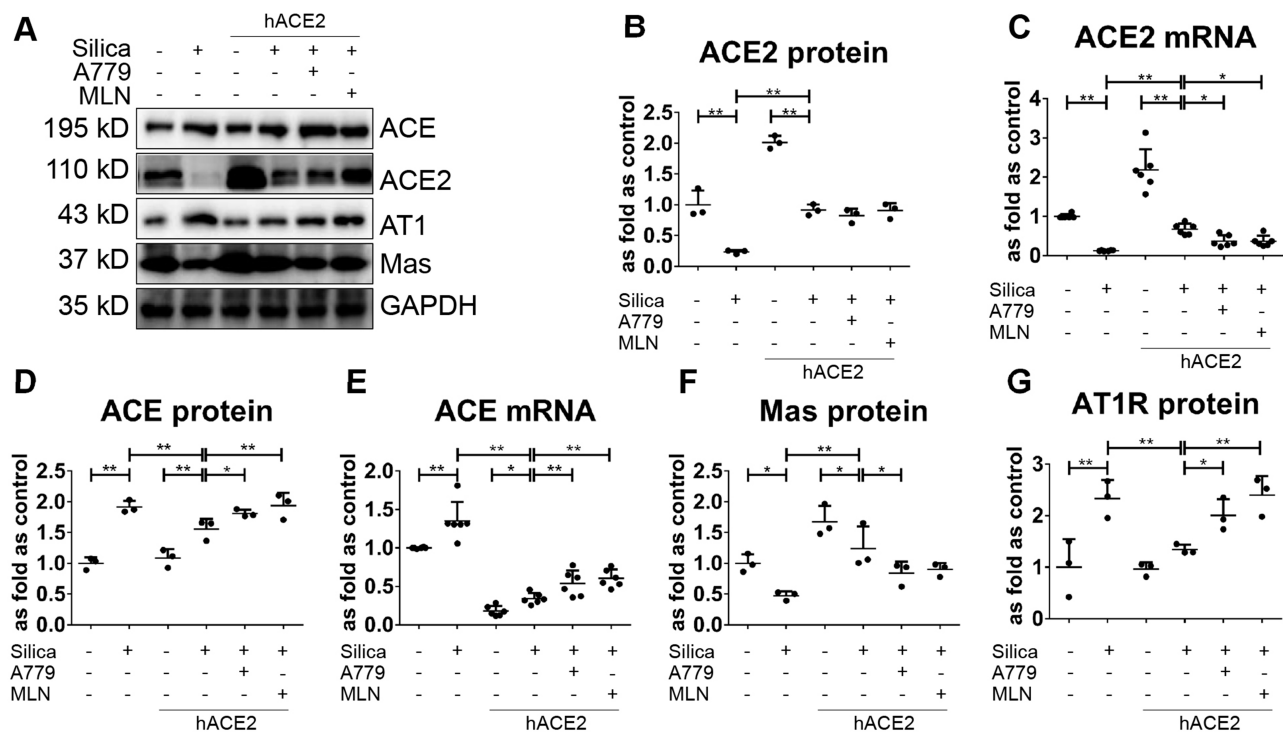 A
hACE2
Silica - + - + + +
A779 - - - - + -
MLN - - - - - +
195 kD ACE
110 kD ACE2
43 kD AT1
37 kD Mas
35 kD GAPDH
B
ACE2 protein
as fold as control
2.5
2.0
1.5
1.0
0.5
0.0
** ** **
Silica - + - + + +
A779 - - - - + -
MLN - - - - - +
hACE2
C
ACE2 mRNA
as fold as control
4
3
2
1
0
** *
** ** *
Silica - + - + + +
A779 - - - - + -
MLN - - - - - +
hACE2
D
ACE protein
as fold as control
2.5
2.0
1.5
1.0
0.5
0.0
** **
** ** *
Silica - + - + + +
A779 - - - - + -
MLN - - - - - +
hACE2
E
ACE mRNA
as fold as control
2.0
1.5
1.0
0.5
0.0
** **
** * **
Silica - + - + + +
A779 - - - - + -
MLN - - - - - +
hACE2
F
Mas protein
as fold as control
2.5
2.0
1.5
1.0
0.5
0.0
**
* * *
Silica - + - + + +
A779 - - - - + -
MLN - - - - - +
hACE2
G
AT1R protein
as fold as control
3
2
1
0
** **
** *
Silica - + - + + +
A779 - - - - + -
MLN - - - - - +
hACE2